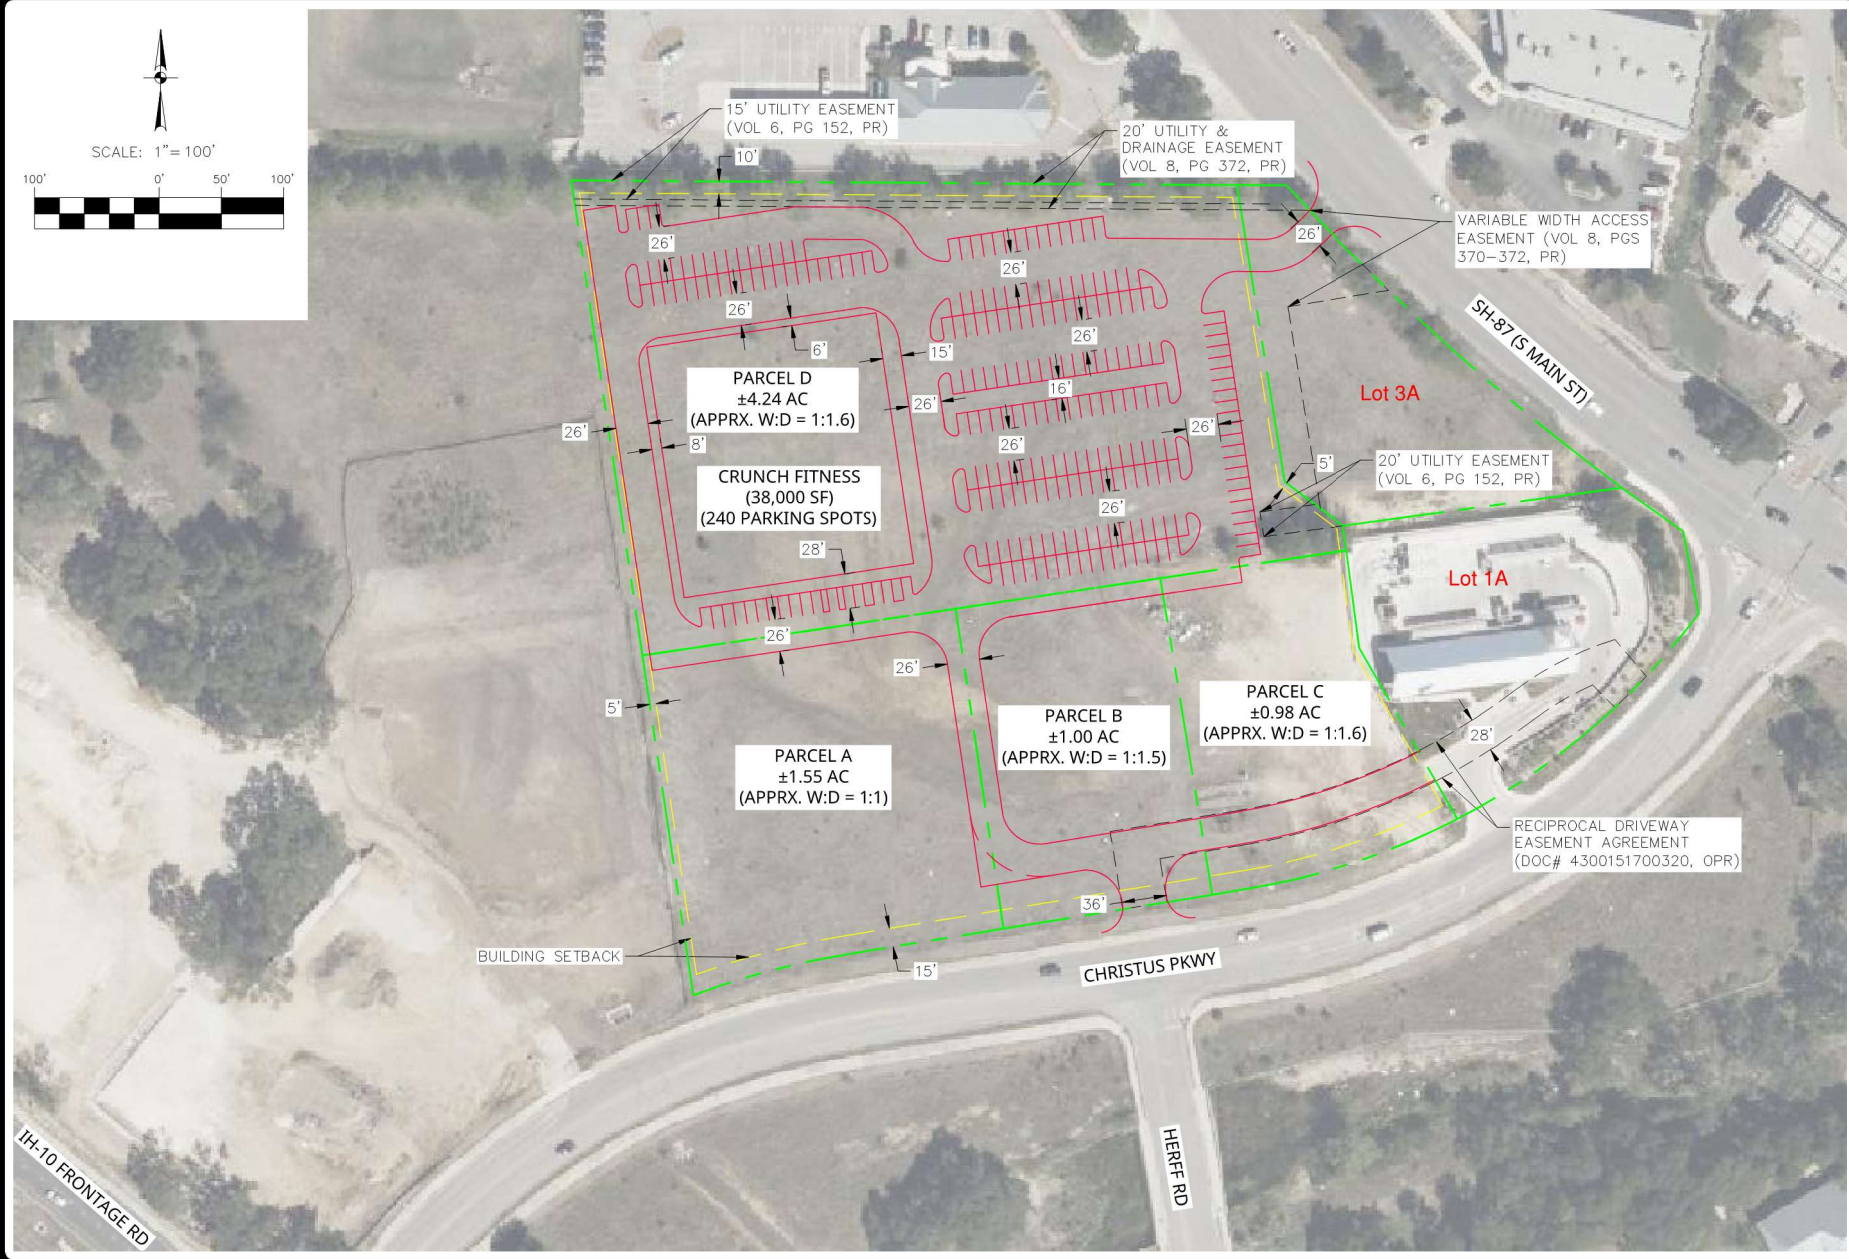 SCALE: 1"=100'
100' 0' 50' 100'
15' UTILITY EASEMENT
(VOL 6, PG 152, PR)
10'
20' UTILITY &
DRAINAGE EASEMENT
(VOL 8, PG 372, PR)
VARIABLE WIDTH ACCESS
EASEMENT (VOL 8, PGS
370-372, PR)
26'
26'
26'
26'
26'
6'
15'
SH-87 (S MAIN ST)
PARCEL D
±4.24 AC
(APPRX. W:D = 1:1.6)
16'
Lot 3A
26'
26'
26'
8'
26'
5'
20' UTILITY EASEMENT
(VOL 6, PG 152, PR)
CRUNCH FITNESS
(38,000 SF)
(240 PARKING SPOTS)
26'
28'
Lot 1A
26'
26'
5'
PARCEL A
±1.55 AC
(APPRX. W:D = 1:1)
PARCEL B
±1.00 AC
(APPRX. W:D = 1:1.5)
PARCEL C
±0.98 AC
(APPRX. W:D = 1:1.6)
28'
RECIPROCAL DRIVEWAY
EASEMENT AGREEMENT
(DOC# 4300151700320, OPR)
36'
BUILDING SETBACK
15'
CHRISTUS PKWY
HERFF RD
IH-10 FRONTAGE RD